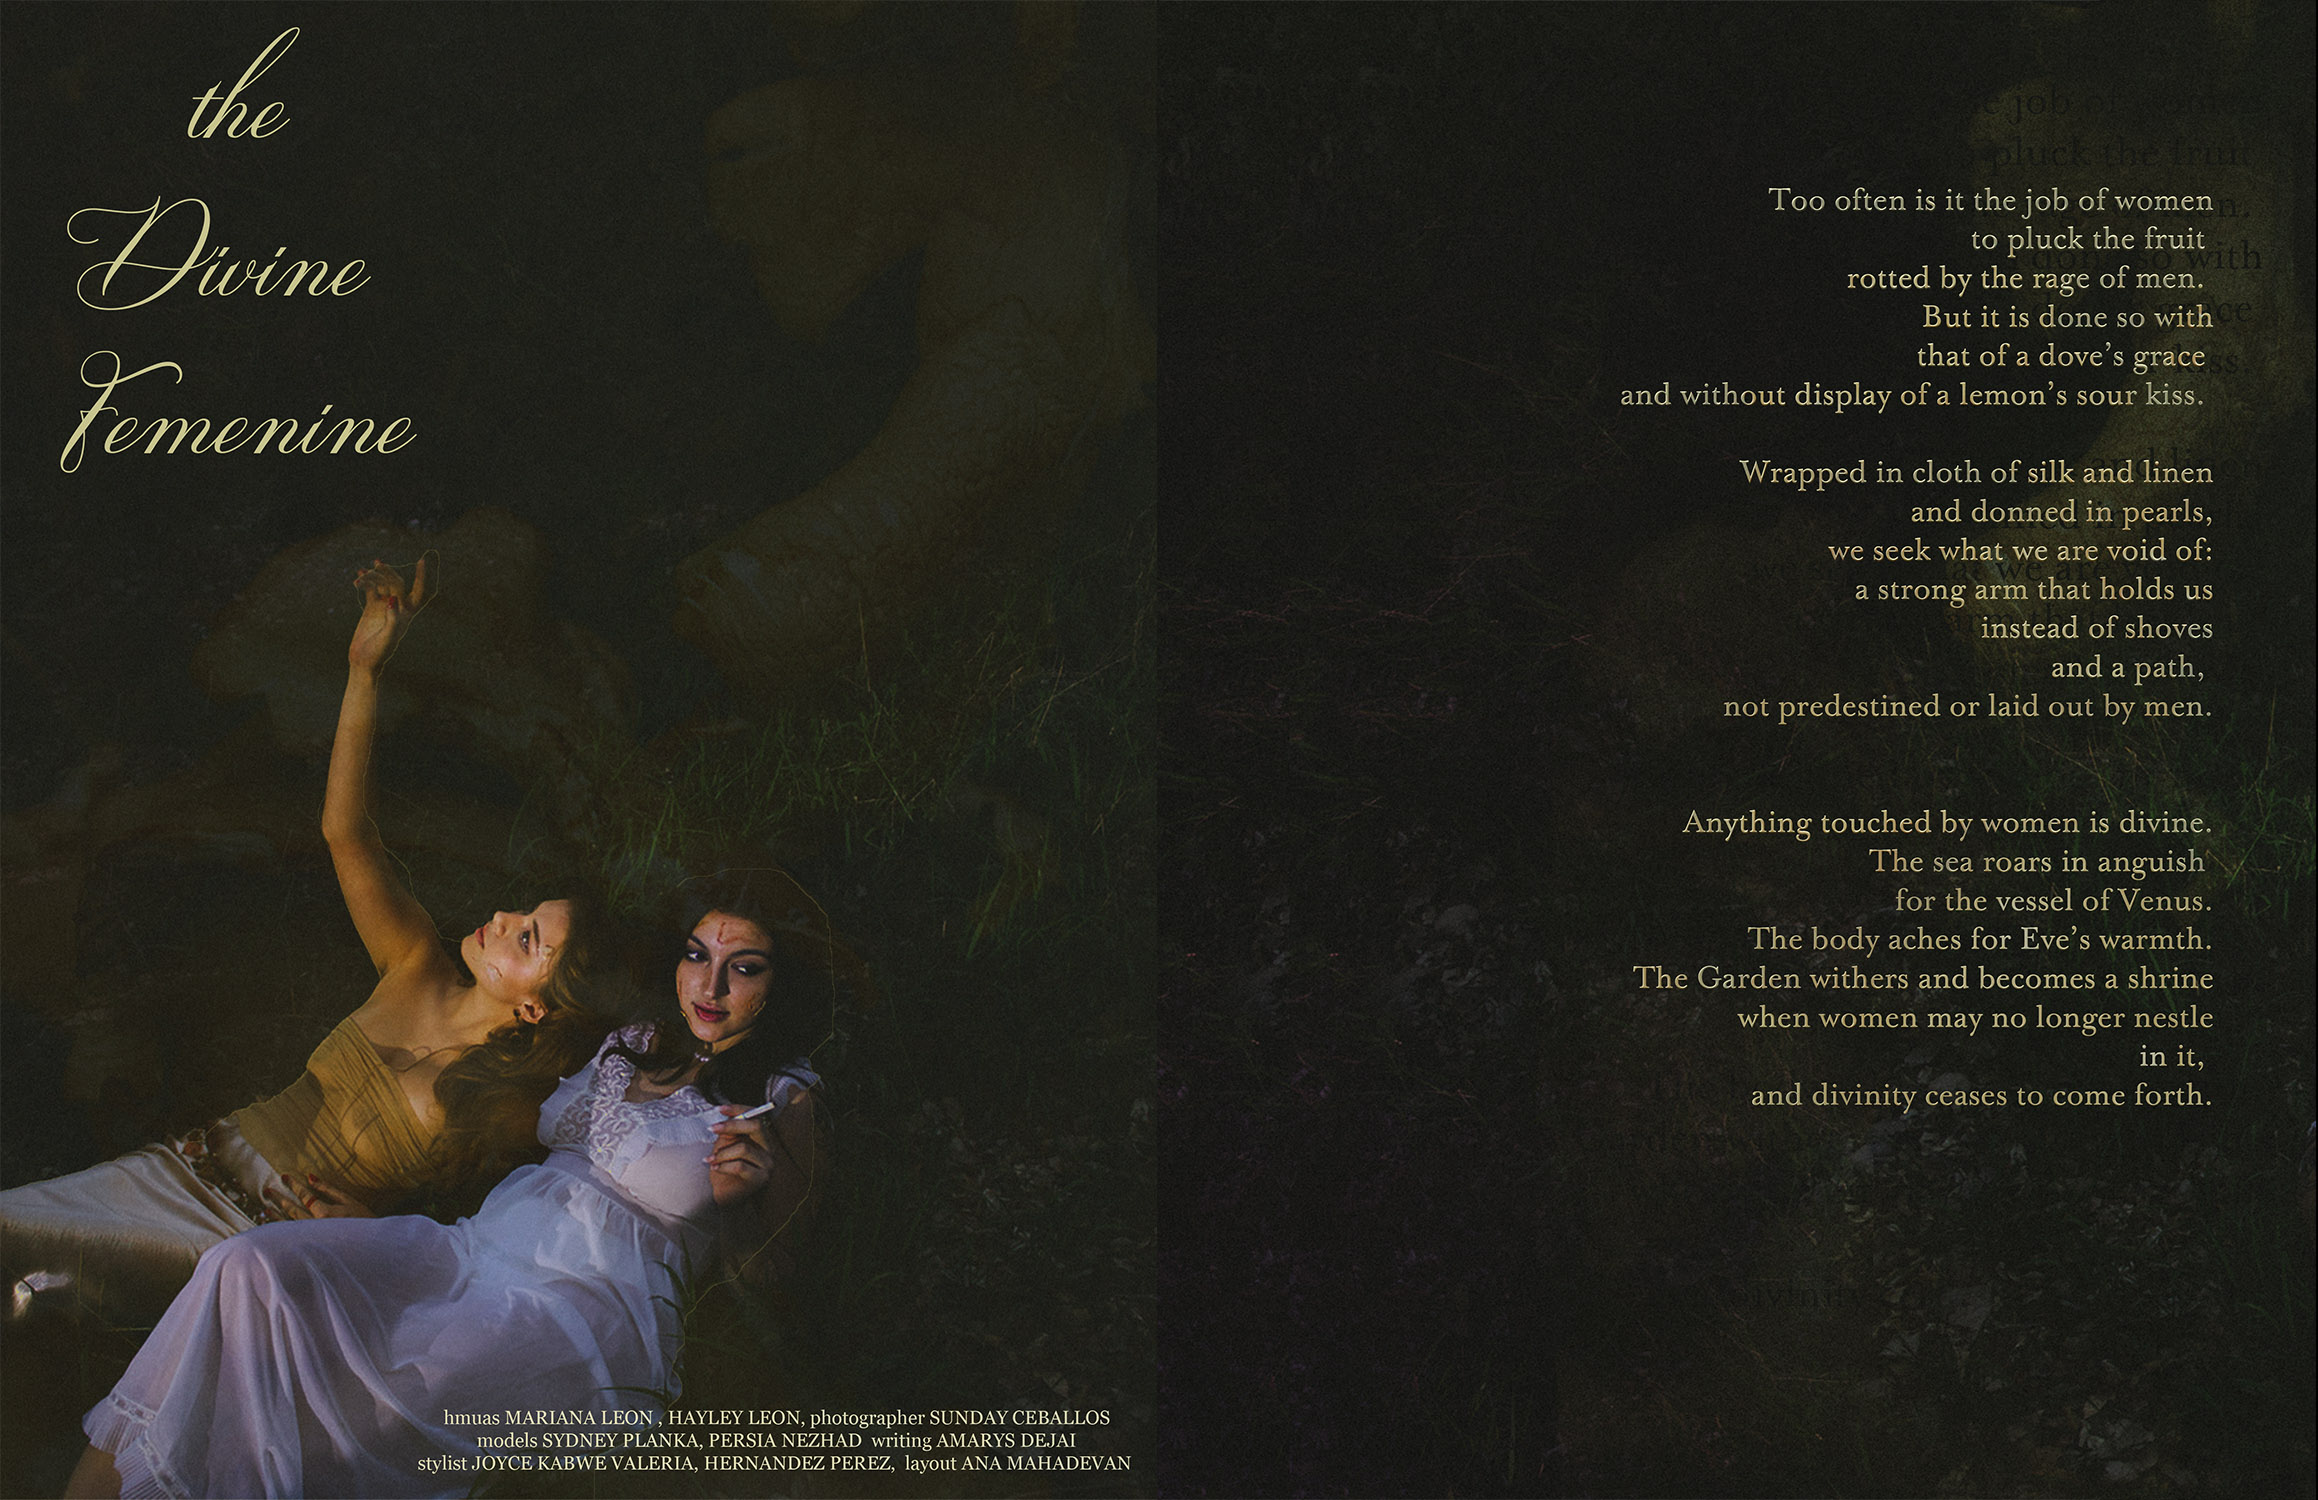 the
Divine
Femenine
Too often is it the job of women
to pluck the fruit
rotted by the rage of men.
But it is done so with
that of a dove’s grace
and without display of a lemon’s sour kiss.
Wrapped in cloth of silk and linen
and donned in pearls,
we seek what we are void of:
a strong arm that holds us
instead of shoves
and a path,
not predestined or laid out by men.
Anything touched by women is divine.
The sea roars in anguish
for the vessel of Venus.
The body aches for Eve’s warmth.
The Garden withers and becomes a shrine
when women may no longer nestle
in it,
and divinity ceases to come forth.
hmuas MARIANA LEON , HAYLEY LEON, photographer SUNDAY CEBALLOS
models SYDNEY PLANKA, PERSIA NEZHAD writing AMARYS DEJAI
stylist JOYCE KABWE VALERIA, HERNANDEZ PEREZ, layout ANA MAHADEVAN